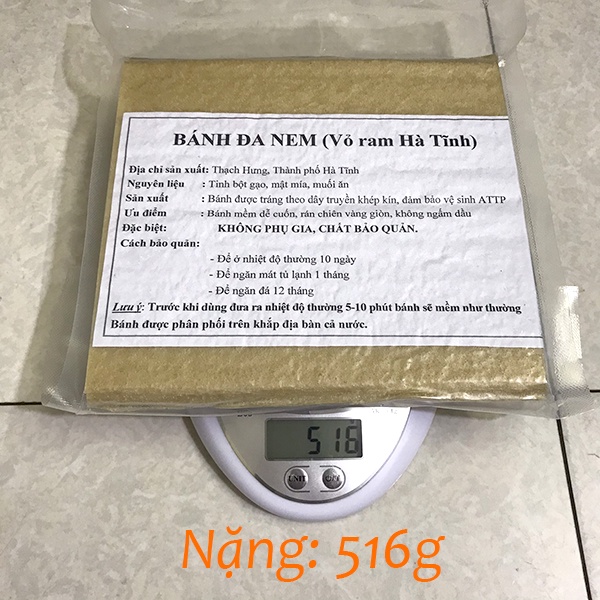 BÁNH ĐA NEM (Vỏ ram Hà Tĩnh)
Địa chỉ sản xuất: Thạch Hưng, Thành phố Hà Tĩnh
Nguyên liệu : Tinh bột gạo, mật mía, muối ăn
Sản xuất : Bánh được tráng theo dây truyền khép kín, đảm bảo vệ sinh ATTP
Ưu điểm : Bánh mềm dễ cuốn, rán chiên vàng giòn, không ngấm dầu
Đặc biệt: KHÔNG PHỤ GIA, CHẤT BẢO QUẢN.
Cách bảo quản:
- Để ở nhiệt độ thường 10 ngày
- Để ngăn mát tủ lạnh 1 tháng
- Để ngăn đá 12 tháng
Lưu ý: Trước khi dùng đưa ra nhiệt độ thường 5-10 phút bánh sẽ mềm như thường
Bánh được phân phối trên khắp địa bàn cả nước.
516
UNIT OFF
Nặng: 516g